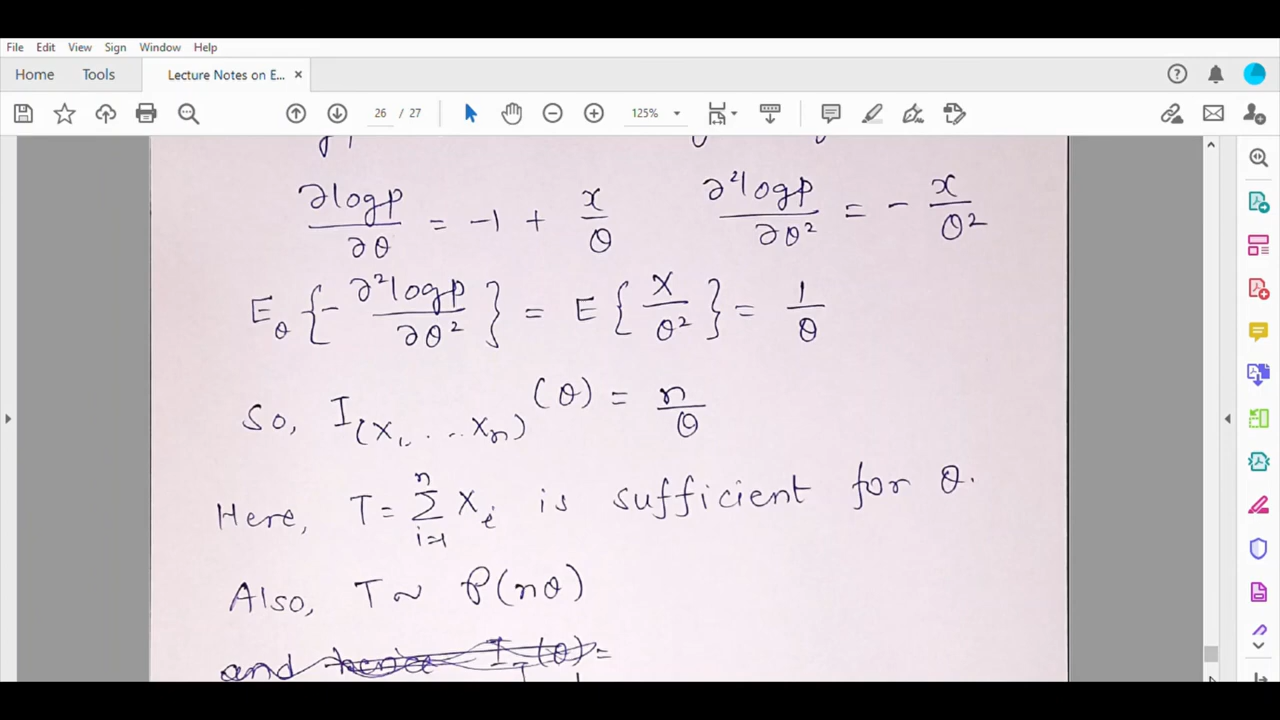 File Edit View Sign Window Help
Home Tools Lecture Notes on E... ×
26 / 27 125%
∂logp/∂θ = -1 + x/θ ∂²logp/∂θ² = - x/θ²
E_θ {- ∂²logp/∂θ²} = E {X/θ²} = 1/θ
So, I_(X₁, ... Xₙ) (θ) = n/θ
Here, T = Σ_{i=1}^{n} X_i is sufficient for θ.
Also, T ~ P(nθ)
and hence I_T(θ) =